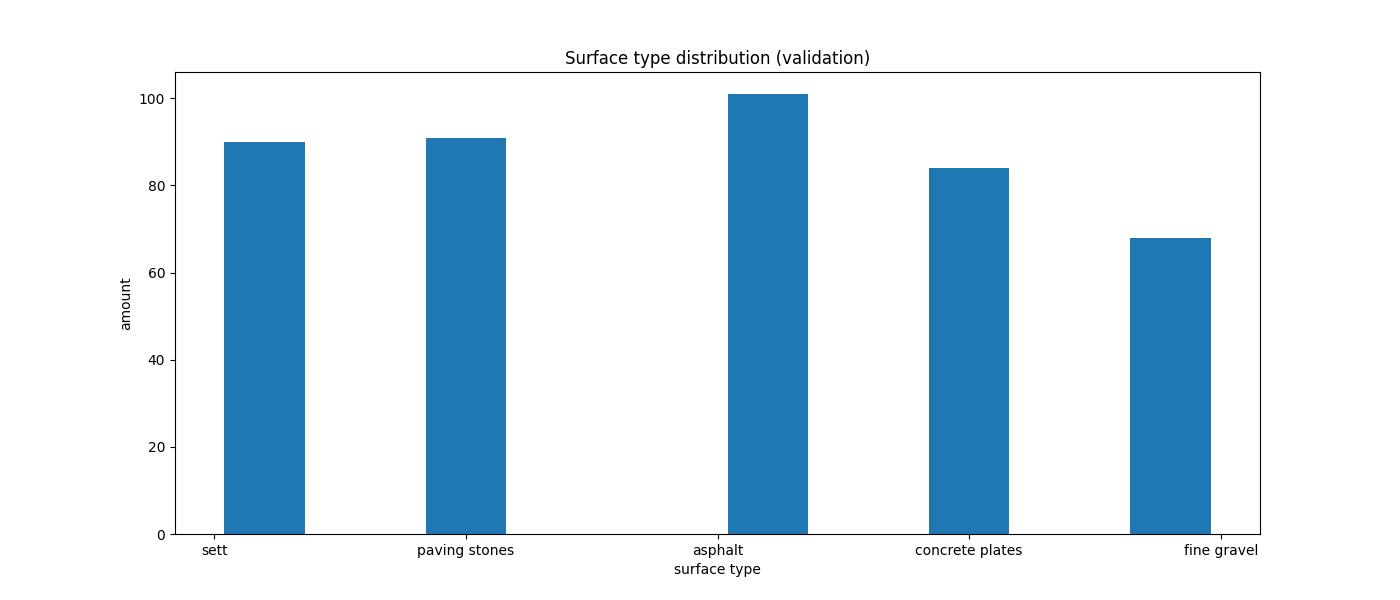 Surface type distribution (validation)
100
80
60
40
20
0
amount
sett paving stones asphalt concrete plates fine gravel
surface type